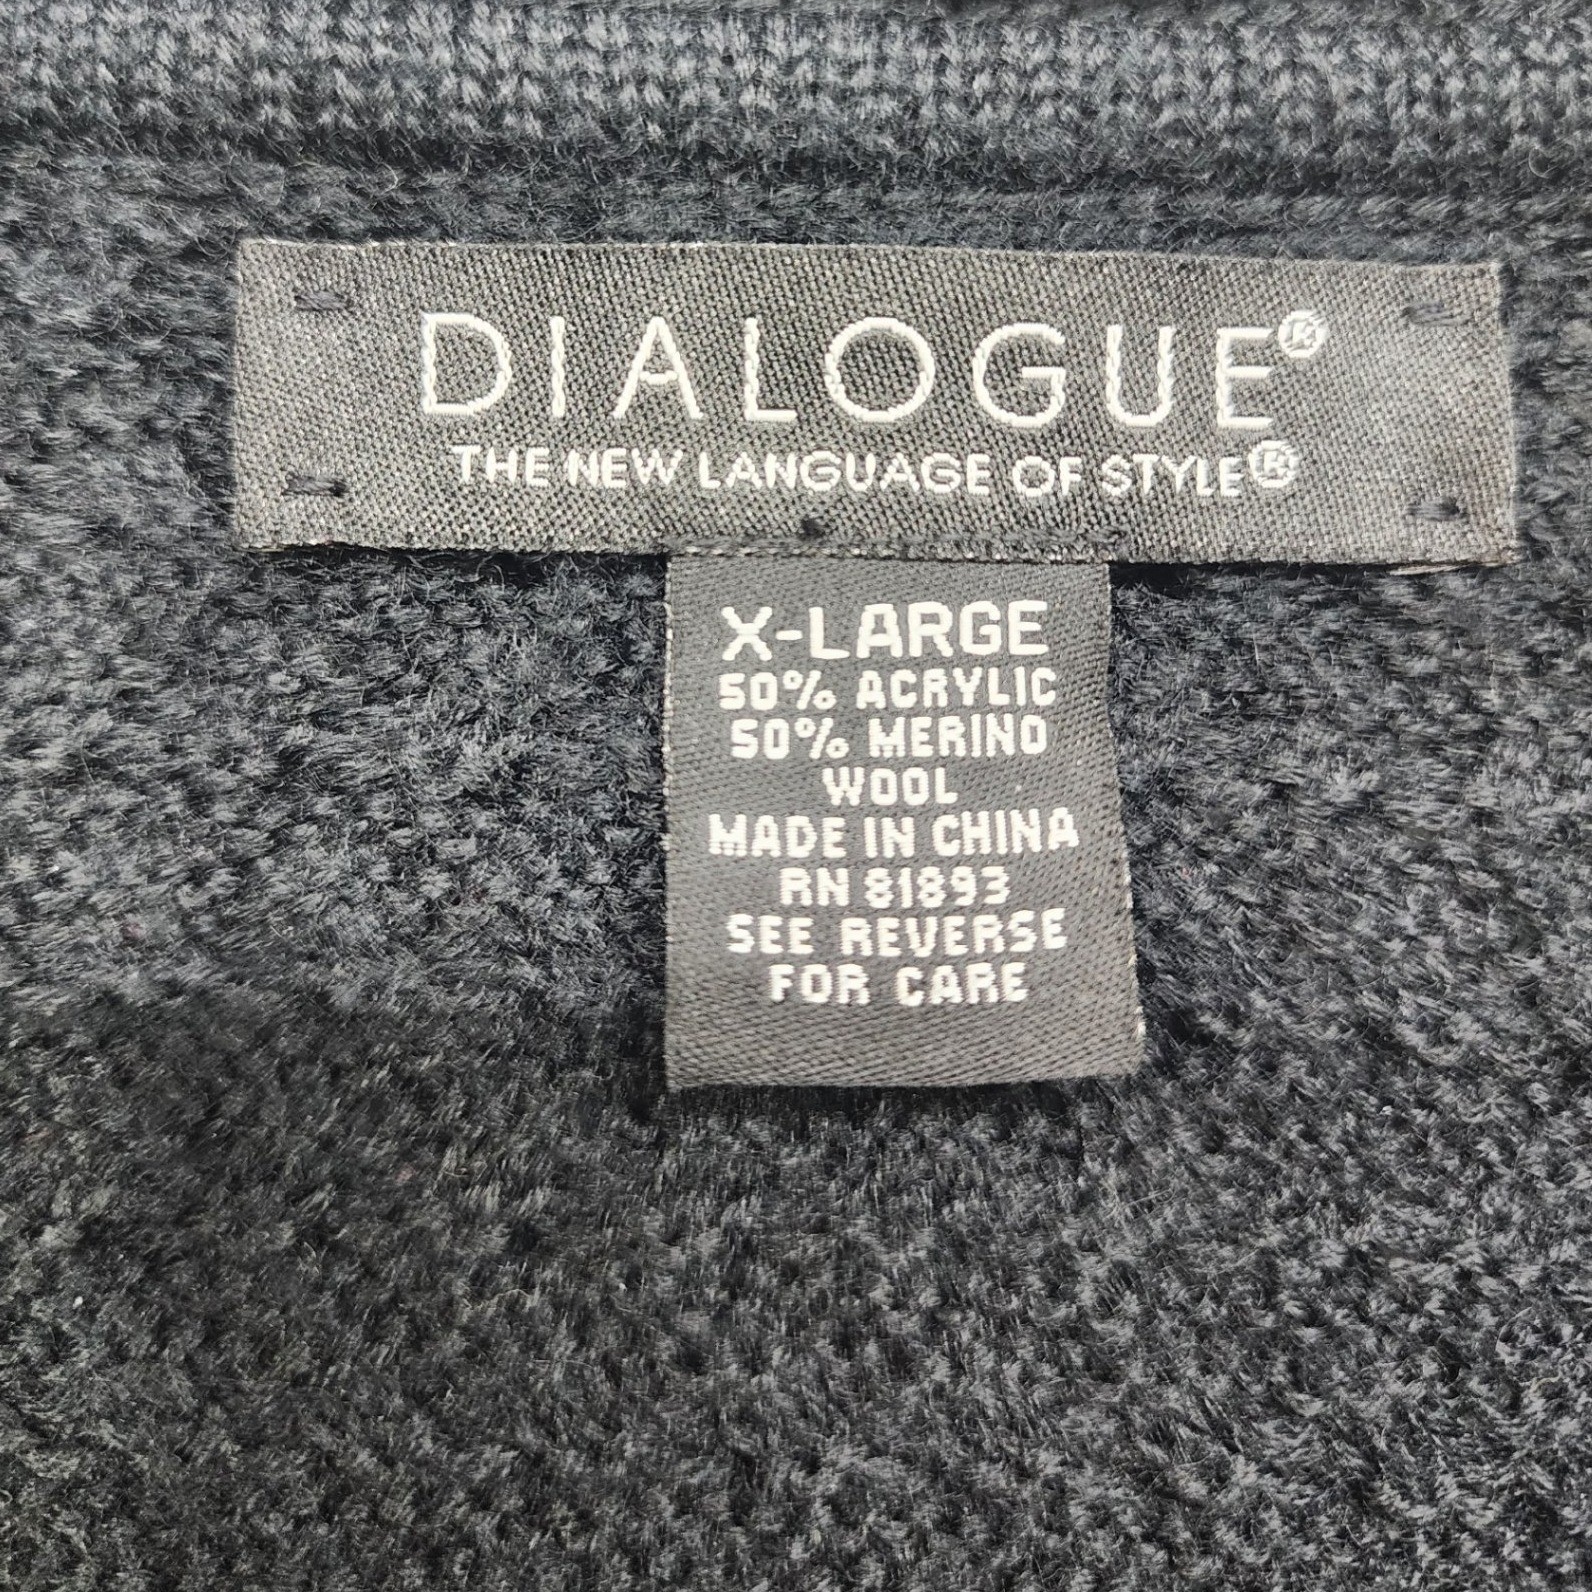 DIALOGUE®
THE NEW LANGUAGE OF STYLE®
X-LARGE
50% ACRYLIC
50% MERINO
WOOL
MADE IN CHINA
RN 81893
SEE REVERSE
FOR CARE